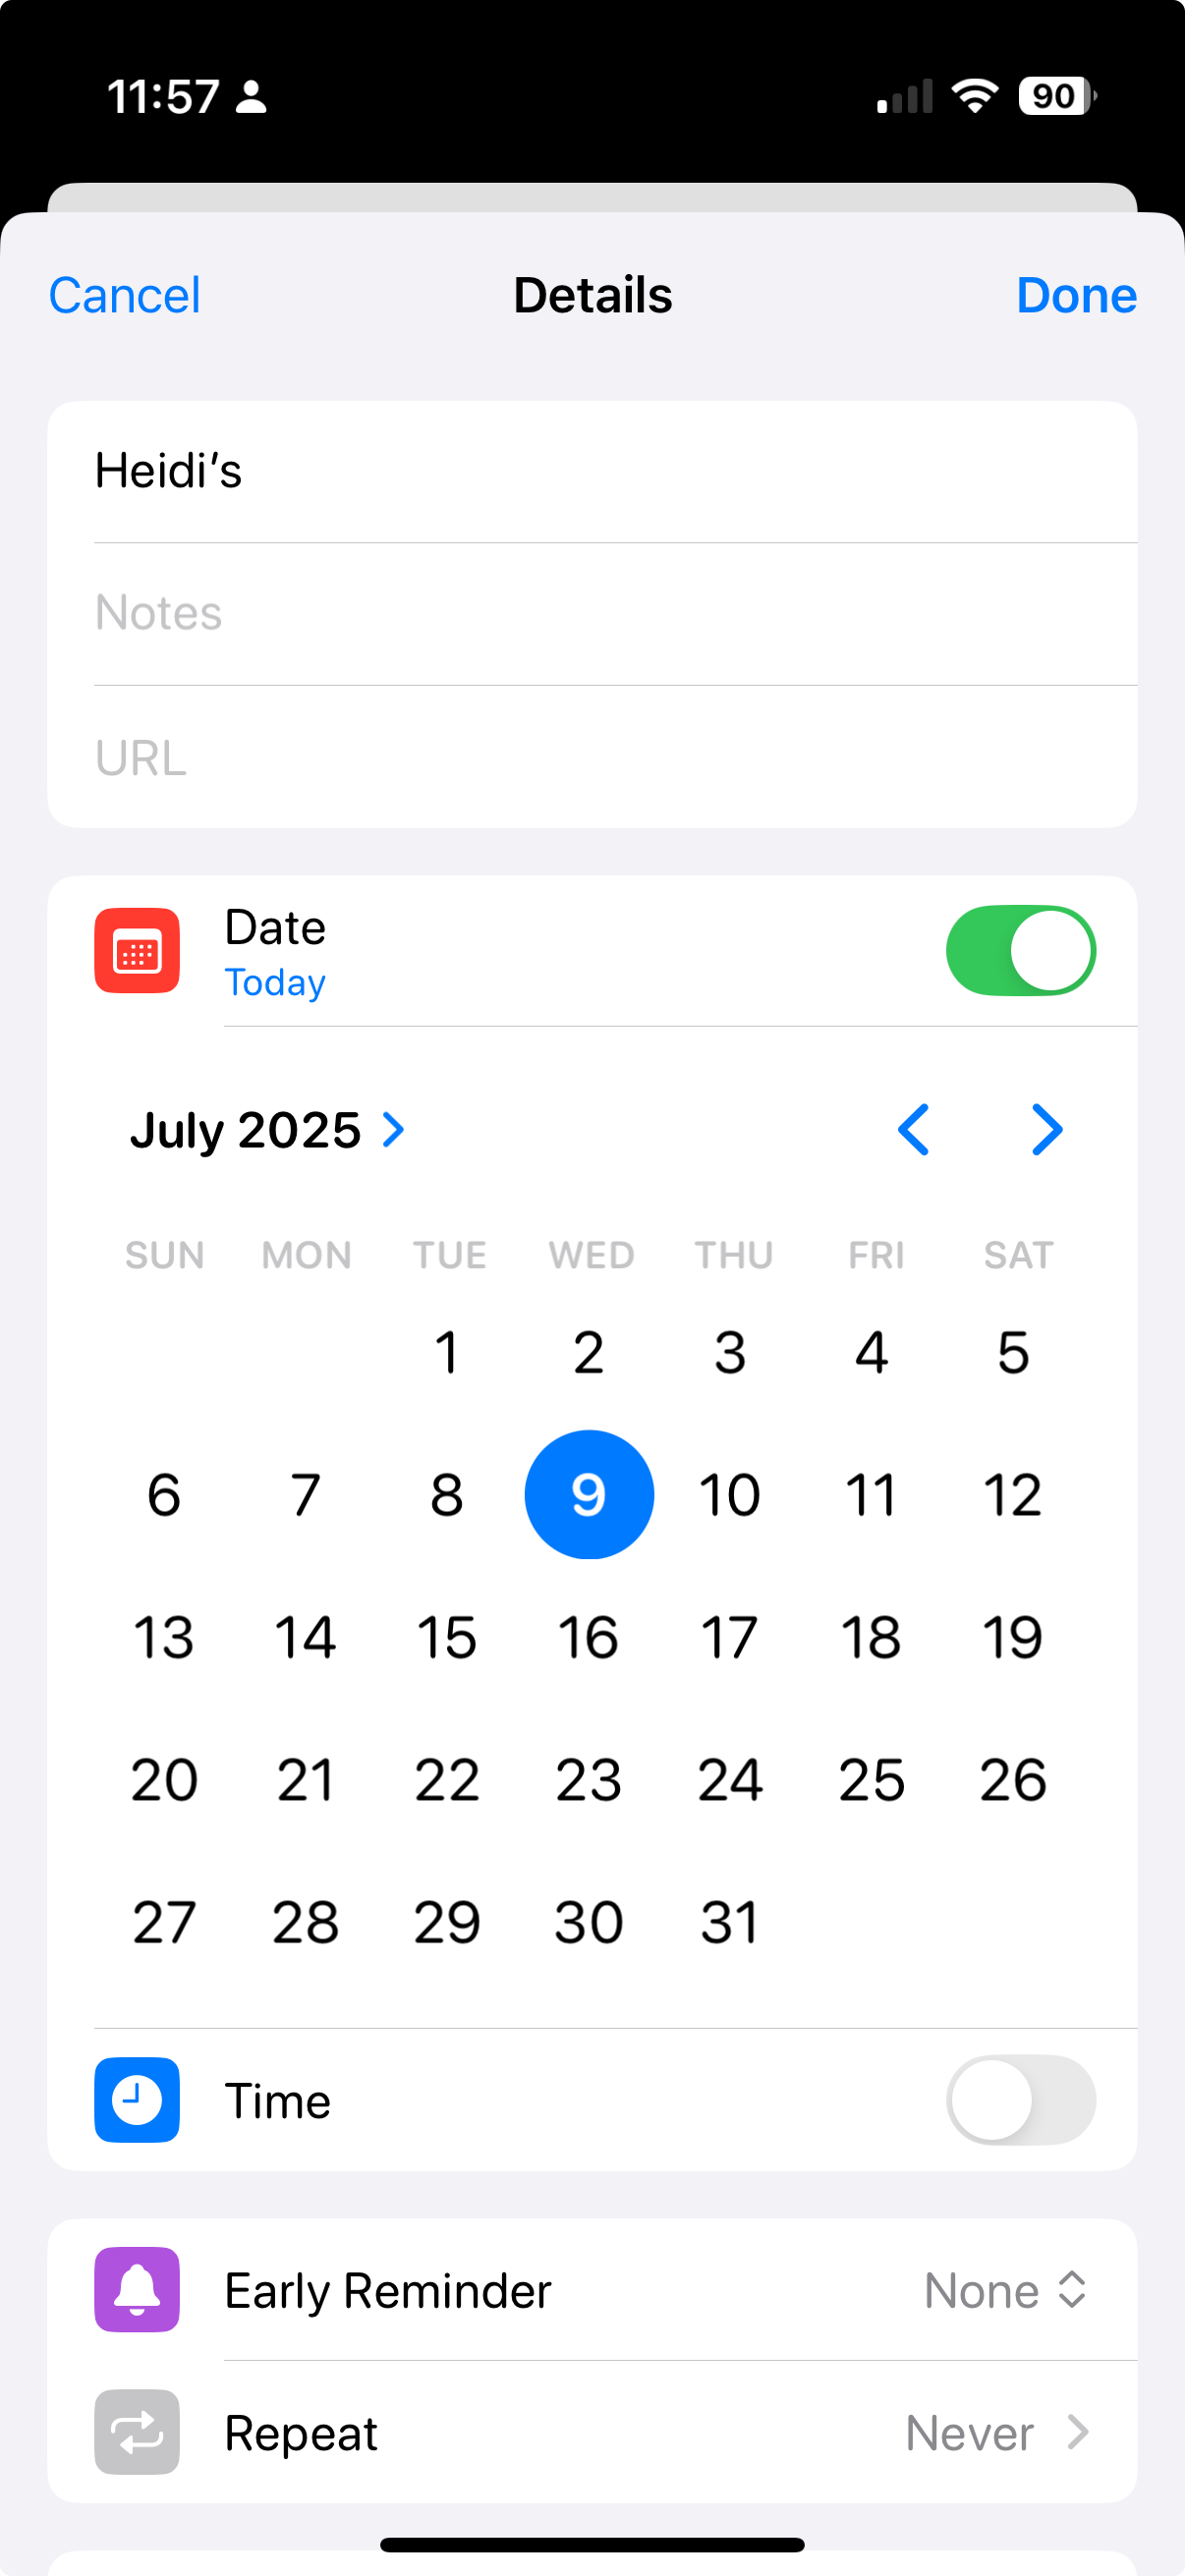 11:57 90
Cancel Details Done
Heidi’s
Notes
URL
Date
Today
July 2025
SUN MON TUE WED THU FRI SAT
1 2 3 4 5
6 7 8 9 10 11 12
13 14 15 16 17 18 19
20 21 22 23 24 25 26
27 28 29 30 31
Time
Early Reminder None
Repeat Never